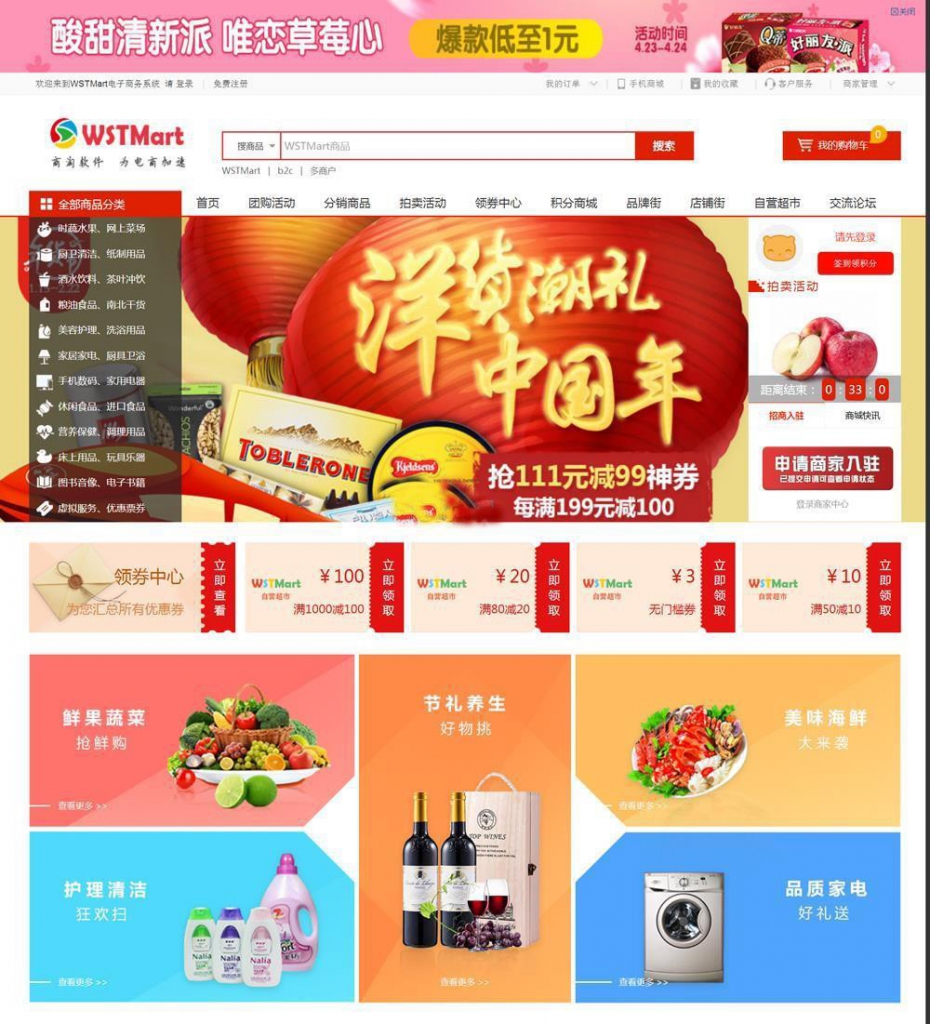 酸甜清新派 唯恋草莓心
爆款低至1元
活动时间
4.23-4.24
Q蒂
好丽友·派
关闭
欢迎来到WSTMart电子商务系统 请 登录 | 免费注册
我的订单
手机商城
我的收藏
客户服务
商家管理
WSTMart
商淘软件 为电商加速
搜商品
WSTMart商品
搜索
我的购物车
0
WSTMart | b2c | 多商户
全部商品分类
首页 团购活动 分销商品 拍卖活动 领券中心 积分商城 品牌街 店铺街 自营超市 交流论坛
时蔬水果、网上菜场
厨卫清洁、纸制用品
酒水饮料、茶叶冲饮
粮油食品、南北干货
美容护理、洗浴用品
家居家电、厨具卫浴
手机数码、家用电器
休闲食品、进口食品
营养保健、调理用品
床上用品、玩具乐器
图书音像、电子书籍
虚拟服务、优惠票券
洋货潮礼
中国年
Wonderful
TOBLERONE
Kjeldsens
抢111元减99神券
每满199元减100
请先登录
签到领积分
拍卖活动
距离结束： 0 : 33 : 0
招商入驻 商城快讯
申请商家入驻
已提交申请可查看申请状态
登录商家中心
领券中心
为您汇总所有优惠券
立即查看
WSTMart
自营超市
￥100
满1000减100
立即领取
WSTMart
自营超市
￥20
满80减20
立即领取
WSTMart
自营超市
￥3
无门槛券
立即领取
WSTMart
自营超市
￥10
满50减10
立即领取
鲜果蔬菜
抢鲜购
查看更多 >>
节礼养生
好物挑
TOP WINES
查看更多 >>
美味海鲜
大来袭
查看更多 >>
护理清洁
狂欢扫
Nalia
Nalia
Nalia
查看更多 >>
品质家电
好礼送
查看更多 >>